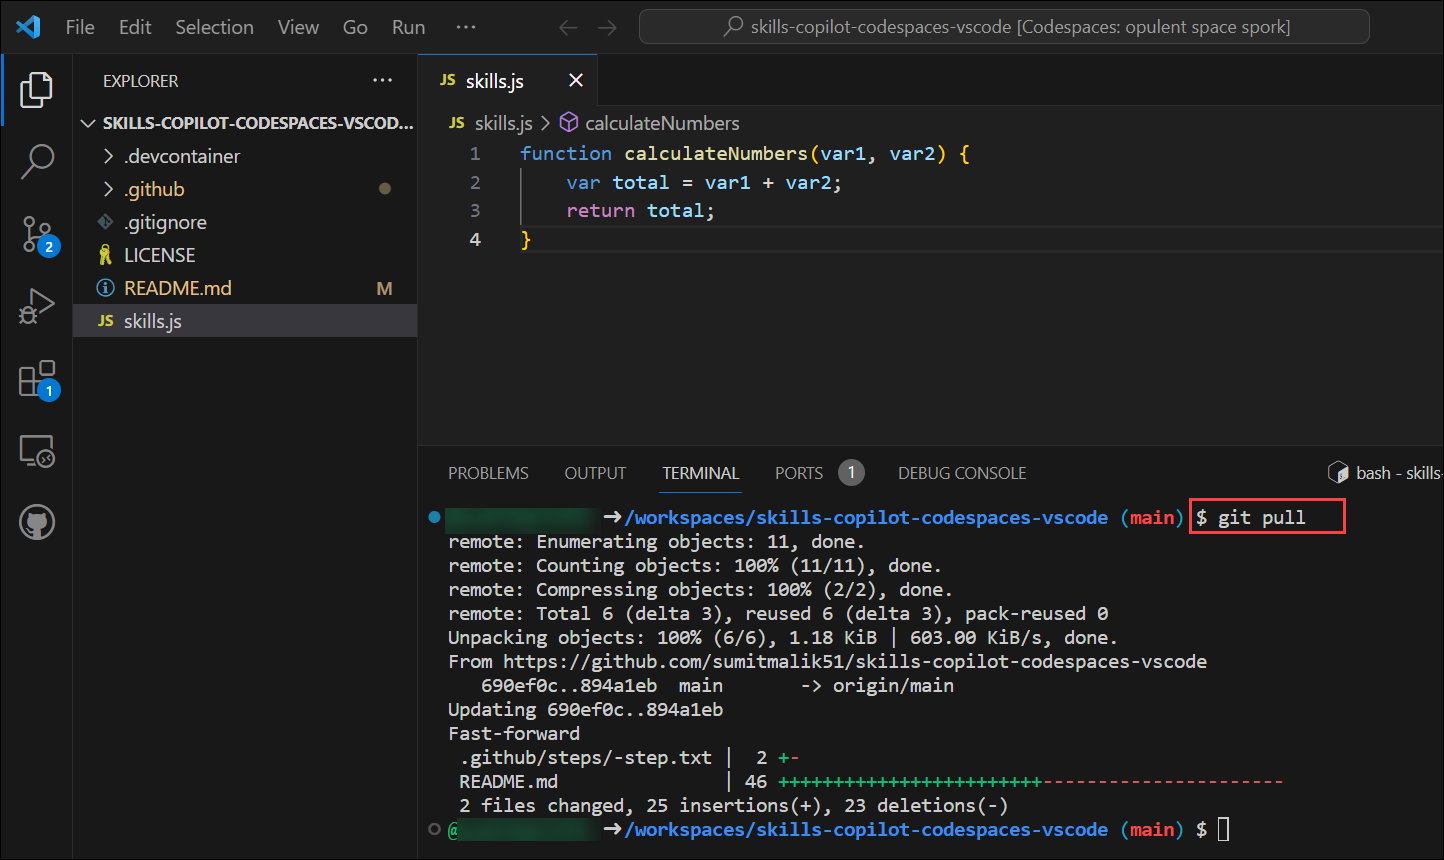 File Edit Selection View Go Run ··· skills-copilot-codespaces-vscode [Codespaces: opulent space spork]
EXPLORER ···
SKILLS-COPILOT-CODESPACES-VSCOD...
.devcontainer
.github
.gitignore
LICENSE
README.md M
JS skills.js
2
1
JS skills.js
JS skills.js > calculateNumbers
1 function calculateNumbers(var1, var2) {
2 var total = var1 + var2;
3 return total;
4 }
PROBLEMS OUTPUT TERMINAL PORTS 1 DEBUG CONSOLE bash - skills-
➜/workspaces/skills-copilot-codespaces-vscode (main) $ git pull
remote: Enumerating objects: 11, done.
remote: Counting objects: 100% (11/11), done.
remote: Compressing objects: 100% (2/2), done.
remote: Total 6 (delta 3), reused 6 (delta 3), pack-reused 0
Unpacking objects: 100% (6/6), 1.18 KiB | 603.00 KiB/s, done.
From https://github.com/sumitmalik51/skills-copilot-codespaces-vscode
690ef0c..894a1eb main -> origin/main
Updating 690ef0c..894a1eb
Fast-forward
.github/steps/-step.txt | 2 +-
README.md | 46 ++++++++++++++++++++++++----------------------
2 files changed, 25 insertions(+), 23 deletions(-)
@ ➜/workspaces/skills-copilot-codespaces-vscode (main) $